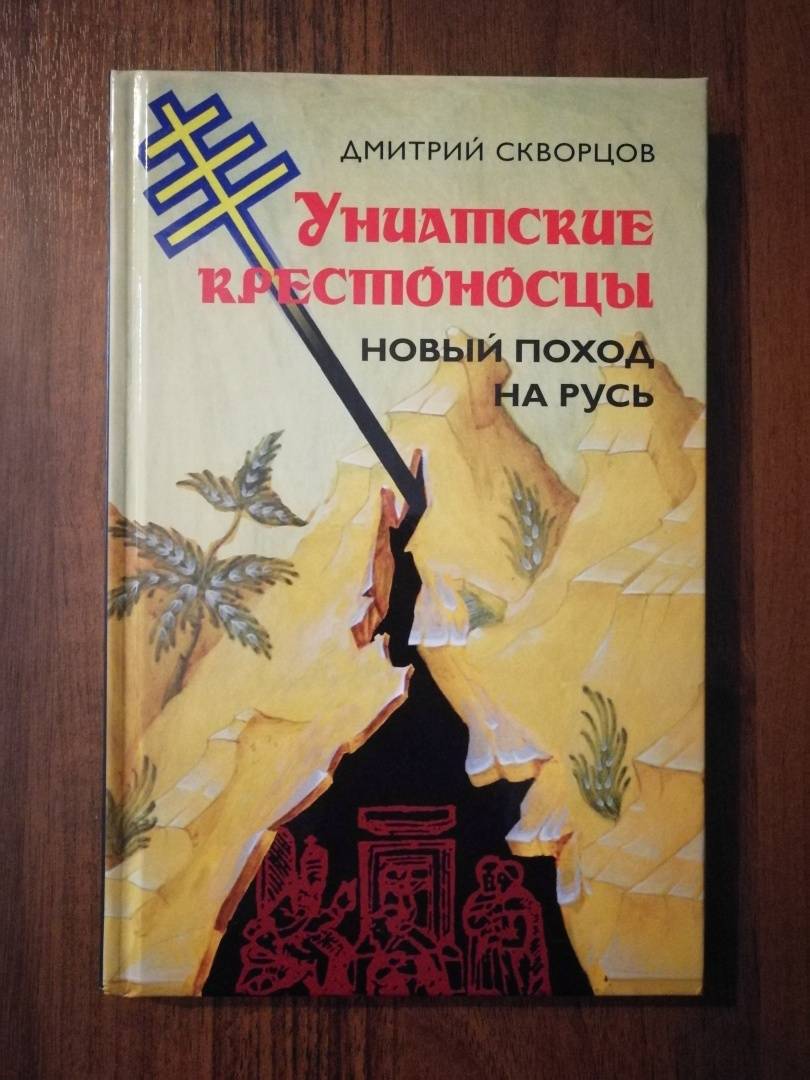 ДМИТРИЙ СКВОРЦОВ
УНИАТСКИЕ
КРЕСТОНОСЦЫ
НОВЫЙ ПОХОД
НА РУСЬ